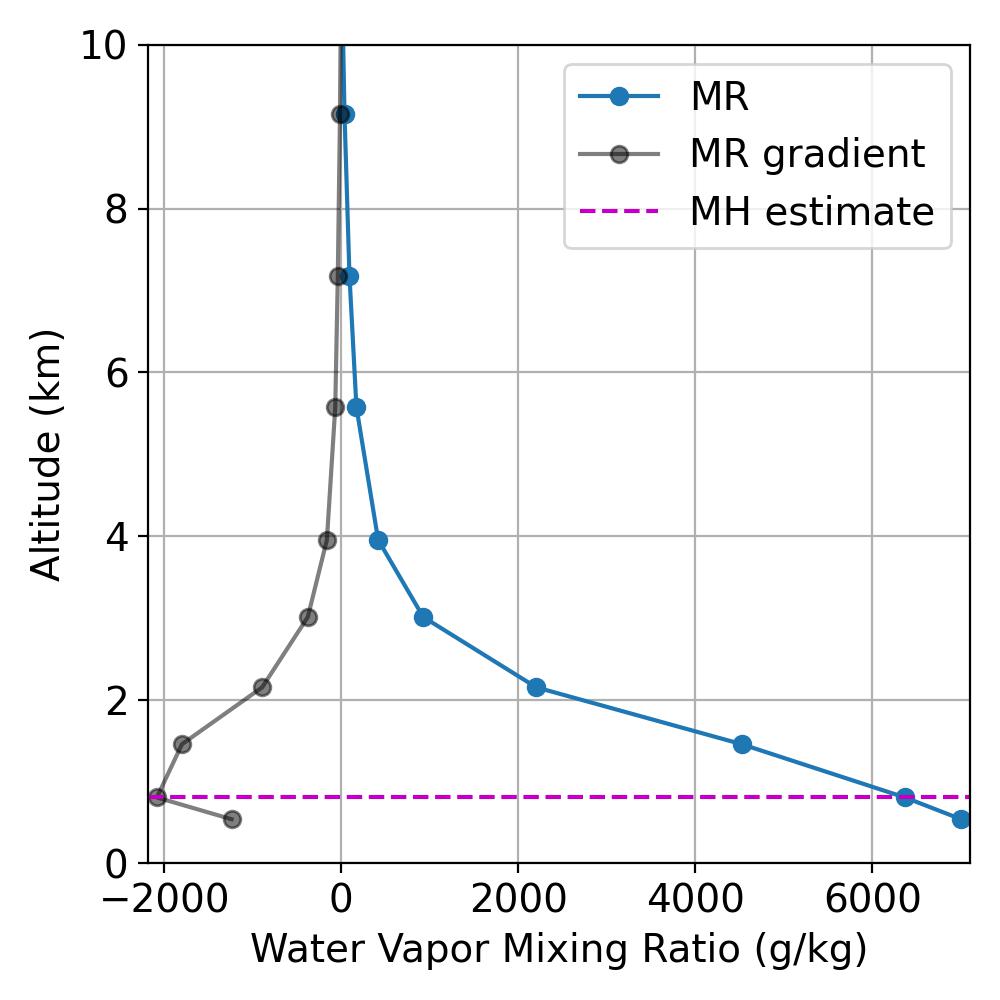 10
8
6
4
2
0
Altitude (km)
MR
MR gradient
MH estimate
−2000 0 2000 4000 6000
Water Vapor Mixing Ratio (g/kg)